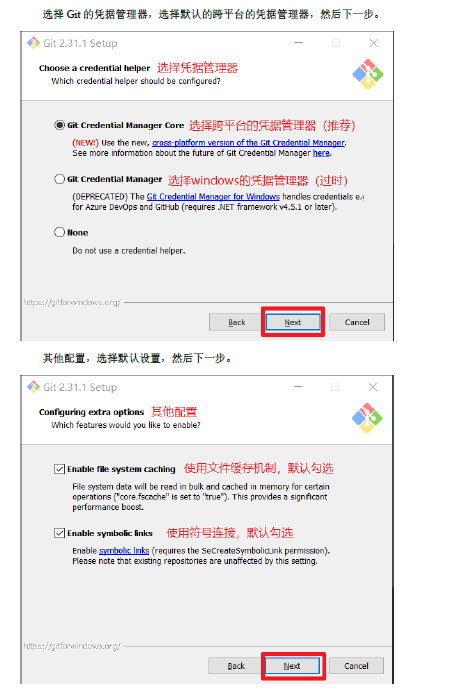 选择 Git 的凭据管理器，选择默认的跨平台的凭据管理器，然后下一步。
Git 2.31.1 Setup
Choose a credential helper 选择凭据管理器
Which credential helper should be configured?
Git Credential Manager Core 选择跨平台的凭据管理器（推荐）
(NEW!) Use the new, cross-platform version of the Git Credential Manager.
See more information about the future of Git Credential Manager here.
Git Credential Manager 选择windows的凭据管理器（过时）
(DEPRECATED) The Git Credential Manager for Windows handles credentials e.g
for Azure DevOps and GitHub (requires .NET framework v4.5.1 or later).
None
Do not use a credential helper.
https://gitforwindows.org/
Back Next Cancel
其他配置，选择默认设置，然后下一步。
Git 2.31.1 Setup
Configuring extra options 其他配置
Which features would you like to enable?
Enable file system caching 使用文件缓存机制，默认勾选
File system data will be read in bulk and cached in memory for certain
operations ("core.fscache" is set to "true"). This provides a significant
performance boost.
Enable symbolic links 使用符号连接，默认勾选
Enable symbolic links (requires the SeCreateSymbolicLink permission).
Please note that existing repositories are unaffected by this setting.
https://gitforwindows.org/
Back Next Cancel